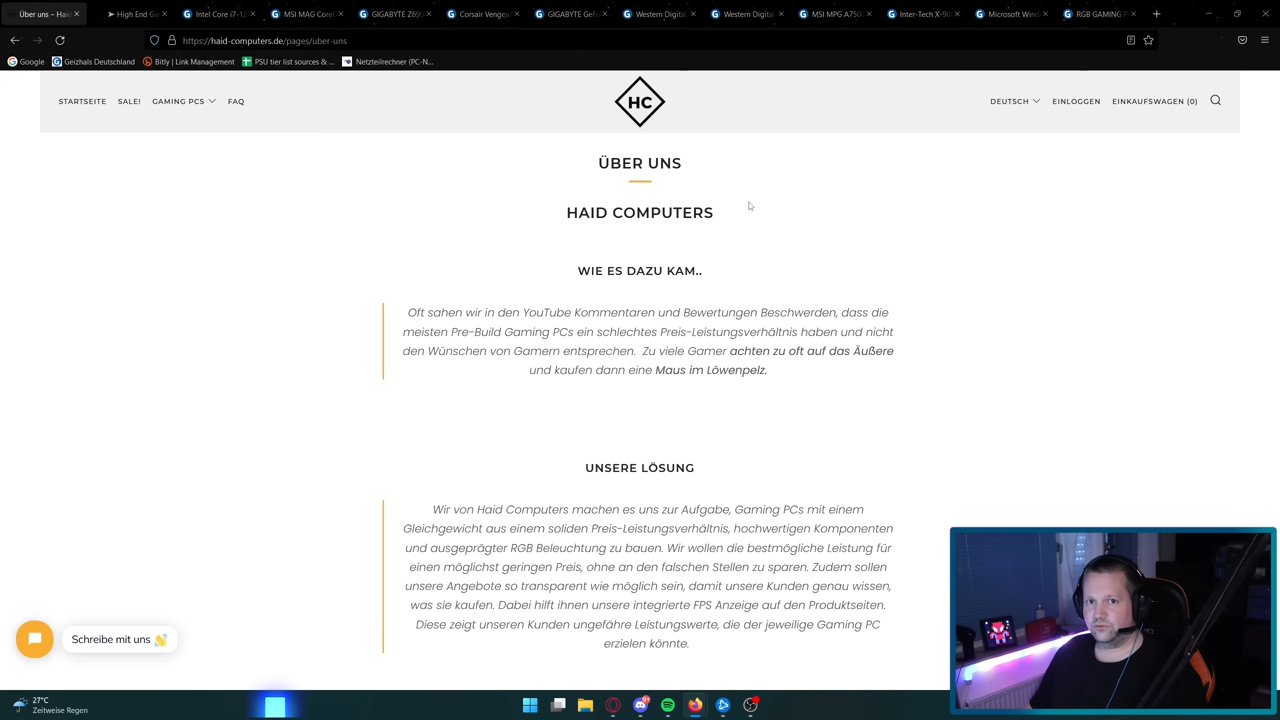 Über uns – Haid
High End Ga
Intel Core i7-12
MSI MAG Corel
GIGABYTE Z690
Corsair Vengea
GIGABYTE GeFo
Western Digital
Western Digital
MSI MPG A750G
Inter-Tech X-90
Microsoft Wind
RGB GAMING P
https://haid-computers.de/pages/uber-uns
Google
Geizhals Deutschland
Bitly | Link Management
PSU tier list sources & ...
Netzteilrechner (PC-N...
STARTSEITE SALE! GAMING PCS FAQ
HC
DEUTSCH EINLOGGEN EINKAUFSWAGEN (0)
ÜBER UNS
HAID COMPUTERS
WIE ES DAZU KAM..
Oft sahen wir in den YouTube Kommentaren und Bewertungen Beschwerden, dass die
meisten Pre-Build Gaming PCs ein schlechtes Preis-Leistungsverhältnis haben und nicht
den Wünschen von Gamern entsprechen. Zu viele Gamer achten zu oft auf das Äußere
und kaufen dann eine Maus im Löwenpelz.
UNSERE LÖSUNG
Wir von Haid Computers machen es uns zur Aufgabe, Gaming PCs mit einem
Gleichgewicht aus einem soliden Preis-Leistungsverhältnis, hochwertigen Komponenten
und ausgeprägter RGB Beleuchtung zu bauen. Wir wollen die bestmögliche Leistung für
einen möglichst geringen Preis, ohne an den falschen Stellen zu sparen. Zudem sollen
unsere Angebote so transparent wie möglich sein, damit unsere Kunden genau wissen,
was sie kaufen. Dabei hilft ihnen unsere integrierte FPS Anzeige auf den Produktseiten.
Diese zeigt unseren Kunden ungefähre Leistungswerte, die der jeweilige Gaming PC
erzielen könnte.
Schreibe mit uns
27°C
Zeitweise Regen